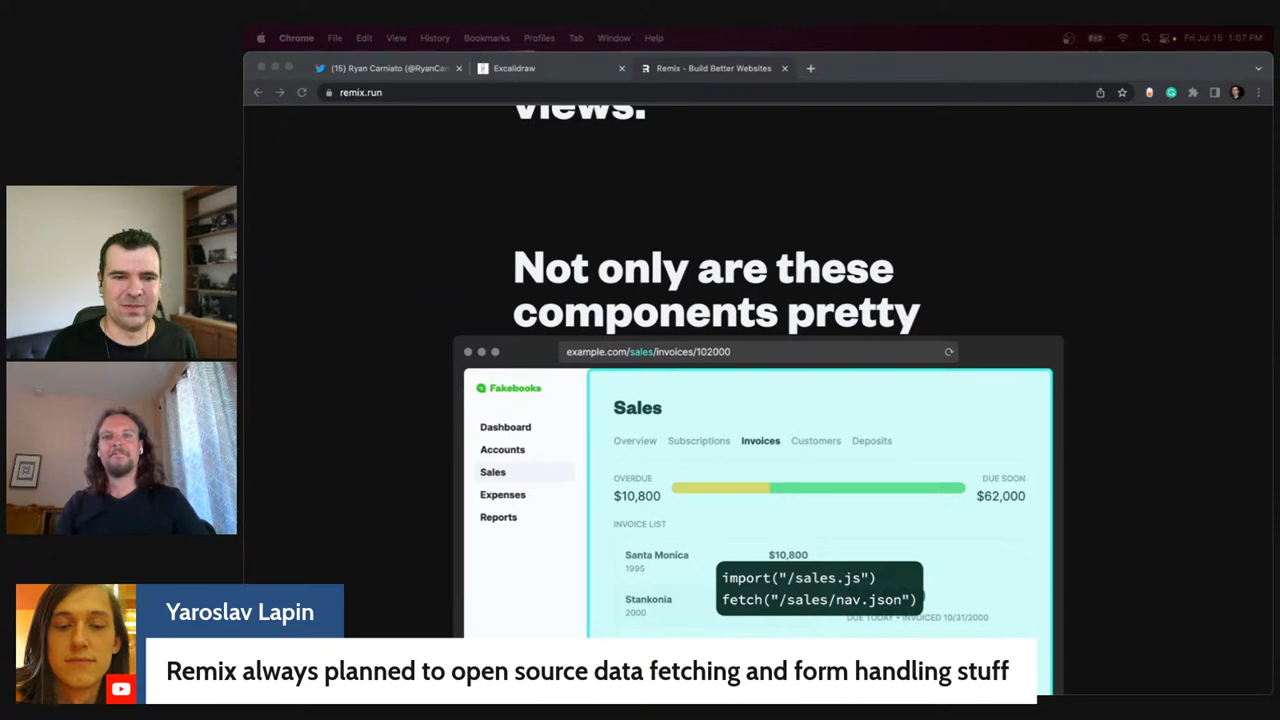 Chrome File Edit View History Bookmarks Profiles Tab Window Help
Fri Jul 15 1:07 PM
(15) Ryan Carniato (@RyanCar
Excalidraw
Remix - Build Better Websites
remix.run
views.
Not only are these
components pretty
example.com/sales/invoices/102000
Fakebooks
Dashboard
Accounts
Sales
Expenses
Reports
Sales
Overview Subscriptions Invoices Customers Deposits
OVERDUE
$10,800
DUE SOON
$62,000
INVOICE LIST
Santa Monica
1995
$10,800
Stankonia
2000
import("/sales.js")
fetch("/sales/nav.json")
DUE TODAY • INVOICED 10/31/2000
Yaroslav Lapin
Remix always planned to open source data fetching and form handling stuff